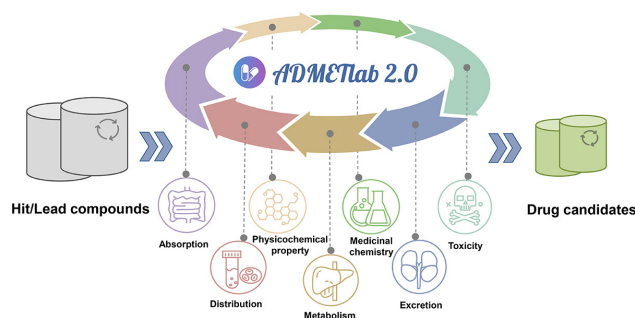 ADMETlab 2.0
Hit/Lead compounds
Drug candidates
Absorption
Physicochemical
property
Medicinal
chemistry
Toxicity
Distribution
Metabolism
Excretion